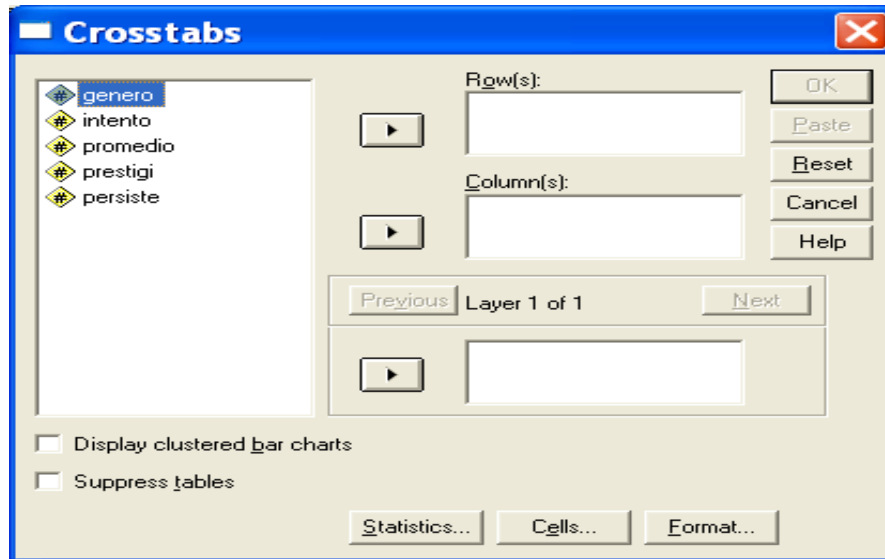 Crosstabs
genero
intento
promedio
prestigi
persiste
Row(s):
Column(s):
Previous
Layer 1 of 1
Next
OK
Paste
Reset
Cancel
Help
Display clustered bar charts
Suppress tables
Statistics...
Cells...
Format...